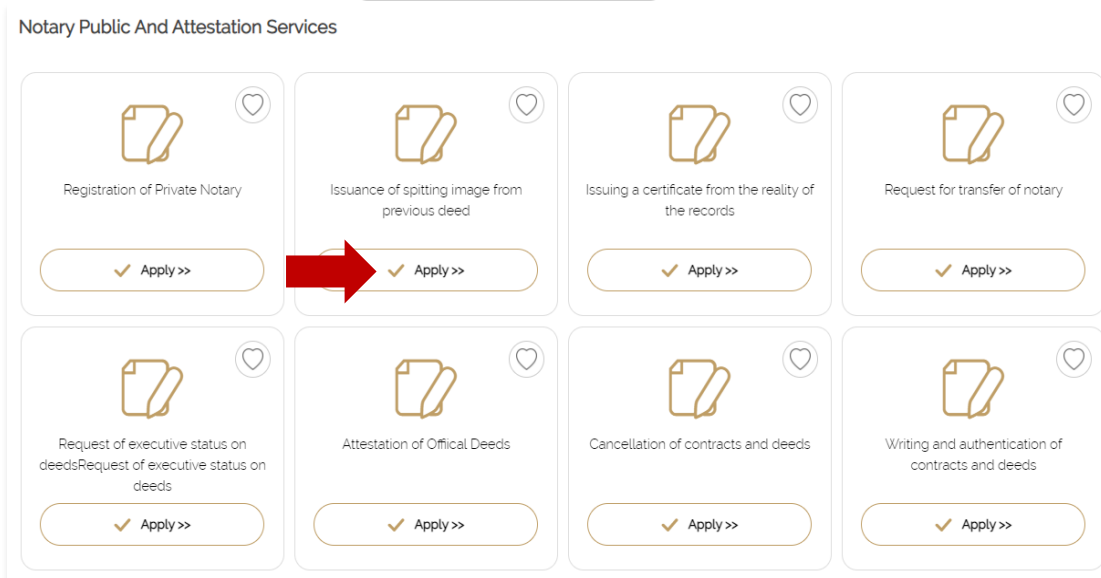 Notary Public And Attestation Services
Registration of Private Notary
Apply >>
Issuance of spitting image from
previous deed
Apply >>
Issuing a certificate from the reality of
the records
Apply >>
Request for transfer of notary
Apply >>
Request of executive status on
deedsRequest of executive status on
deeds
Apply >>
Attestation of Offiical Deeds
Apply >>
Cancellation of contracts and deeds
Apply >>
Writing and authentication of
contracts and deeds
Apply >>